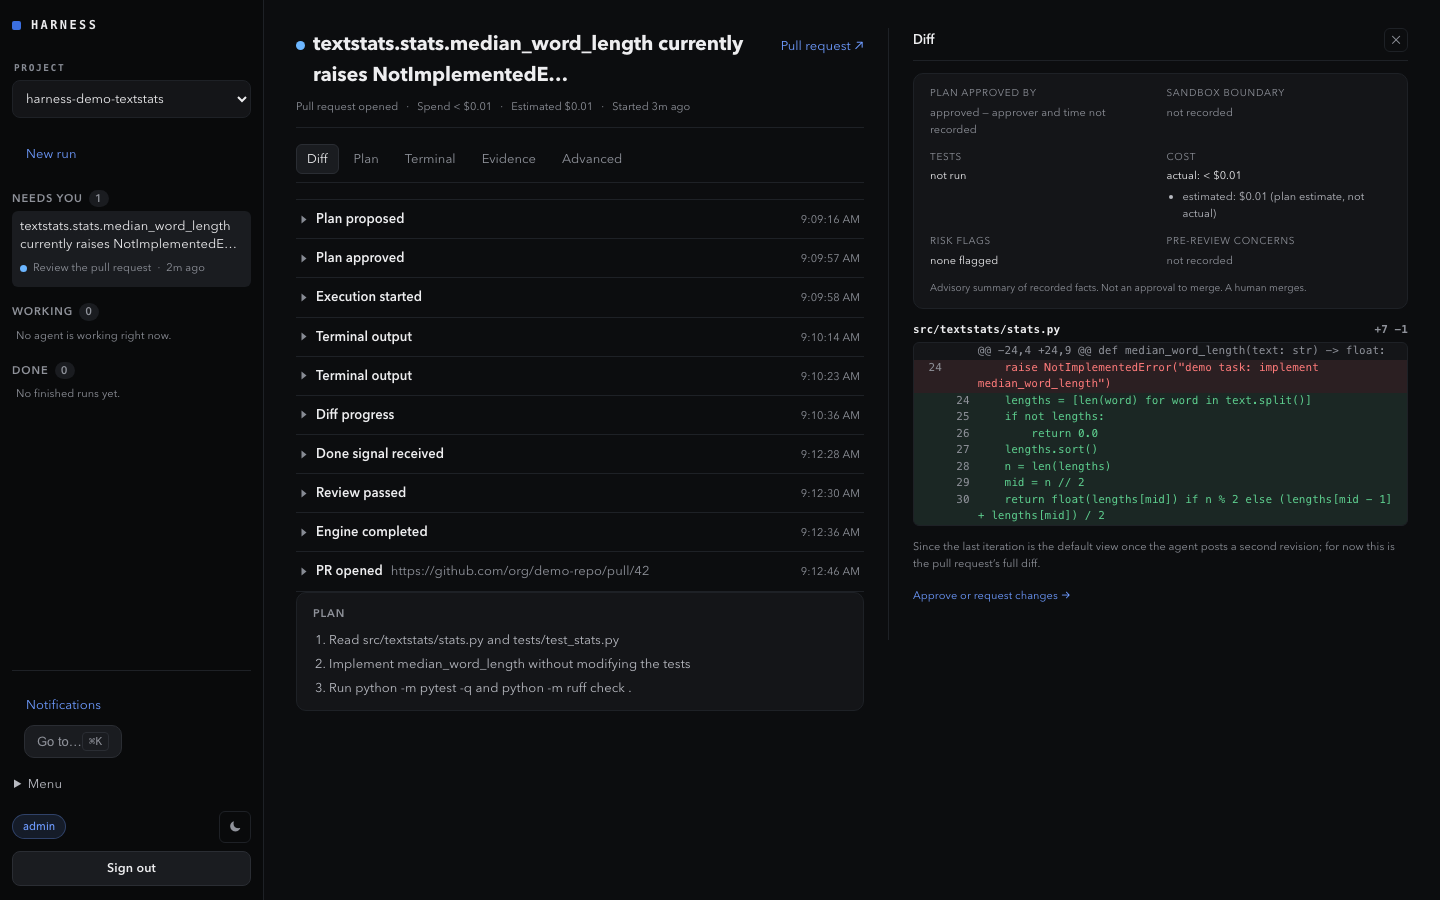 HARNESS
PROJECT
harness-demo-textstats
New run
NEEDS YOU 1
textstats.stats.median_word_length
currently raises NotImplementedE...
Review the pull request · 2m ago
WORKING 0
No agent is working right now.
DONE 0
No finished runs yet.
Notifications
Go to... ⌘K
Menu
admin
Sign out
textstats.stats.median_word_length currently
raises NotImplementedE...
Pull request ↗
Pull request opened · Spend < $0.01 · Estimated $0.01 · Started 3m ago
Diff Plan Terminal Evidence Advanced
Plan proposed 9:09:16 AM
Plan approved 9:09:57 AM
Execution started 9:09:58 AM
Terminal output 9:10:14 AM
Terminal output 9:10:23 AM
Diff progress 9:10:36 AM
Done signal received 9:12:28 AM
Review passed 9:12:30 AM
Engine completed 9:12:36 AM
PR opened https://github.com/org/demo-repo/pull/42 9:12:46 AM
PLAN
1. Read src/textstats/stats.py and tests/test_stats.py
2. Implement median_word_length without modifying the tests
3. Run python -m pytest -q and python -m ruff check .
Diff
PLAN APPROVED BY
approved — approver and time not
recorded
SANDBOX BOUNDARY
not recorded
TESTS
not run
COST
actual: < $0.01
• estimated: $0.01 (plan estimate, not
actual)
RISK FLAGS
none flagged
PRE-REVIEW CONCERNS
not recorded
Advisory summary of recorded facts. Not an approval to merge. A human merges.
src/textstats/stats.py +7 −1
@@ −24,4 +24,9 @@ def median_word_length(text: str) −> float:
24 raise NotImplementedError("demo task: implement
median_word_length")
24 lengths = [len(word) for word in text.split()]
25 if not lengths:
26 return 0.0
27 lengths.sort()
28 n = len(lengths)
29 mid = n // 2
30 return float(lengths[mid]) if n % 2 else (lengths[mid − 1]
+ lengths[mid]) / 2
Since the last iteration is the default view once the agent posts a second revision; for now this is
the pull request's full diff.
Approve or request changes →